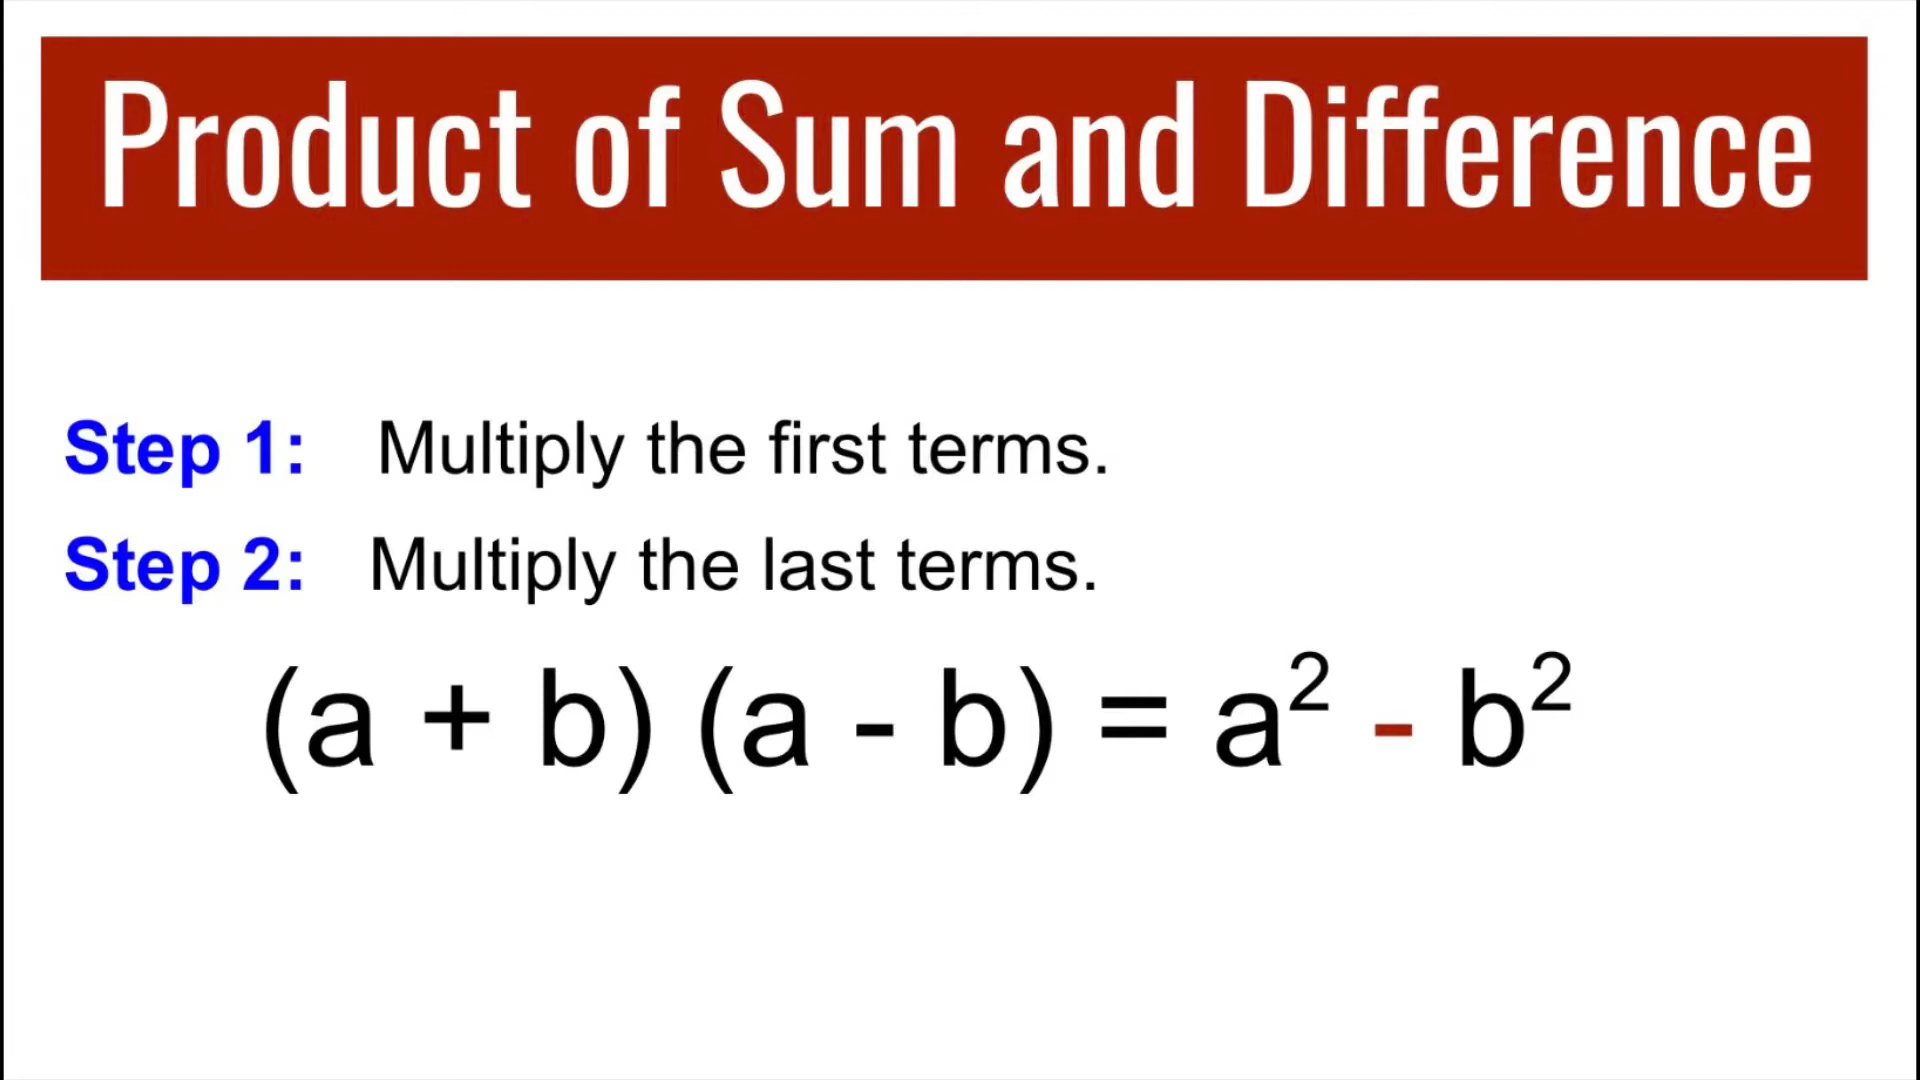 Product of Sum and Difference
Step 1: Multiply the first terms.
Step 2: Multiply the last terms.
(a + b) (a - b) = a² - b²